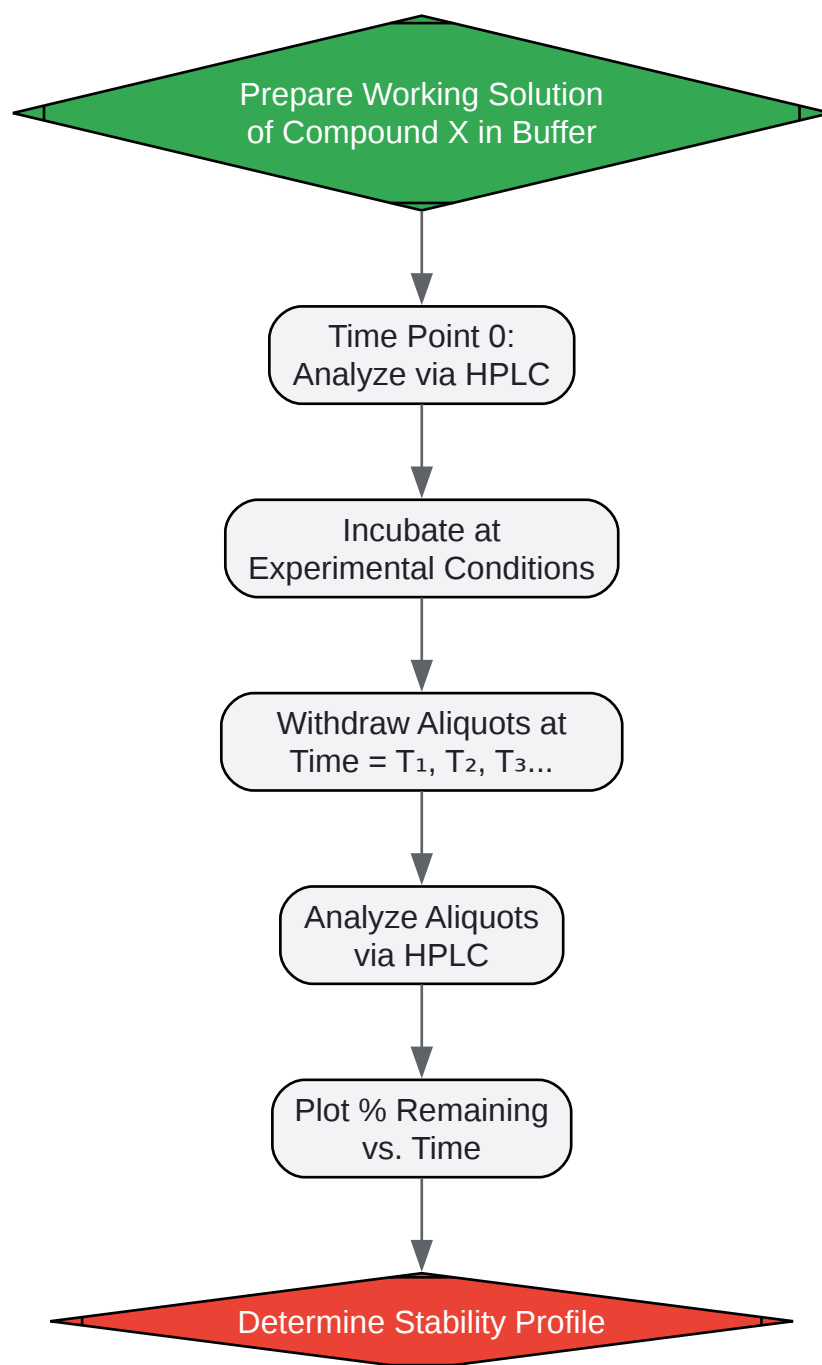 Prepare Working Solution
of Compound X in Buffer
Time Point 0:
Analyze via HPLC
Incubate at
Experimental Conditions
Withdraw Aliquots at
Time = T₁, T₂, T₃...
Analyze Aliquots
via HPLC
Plot % Remaining
vs. Time
Determine Stability Profile